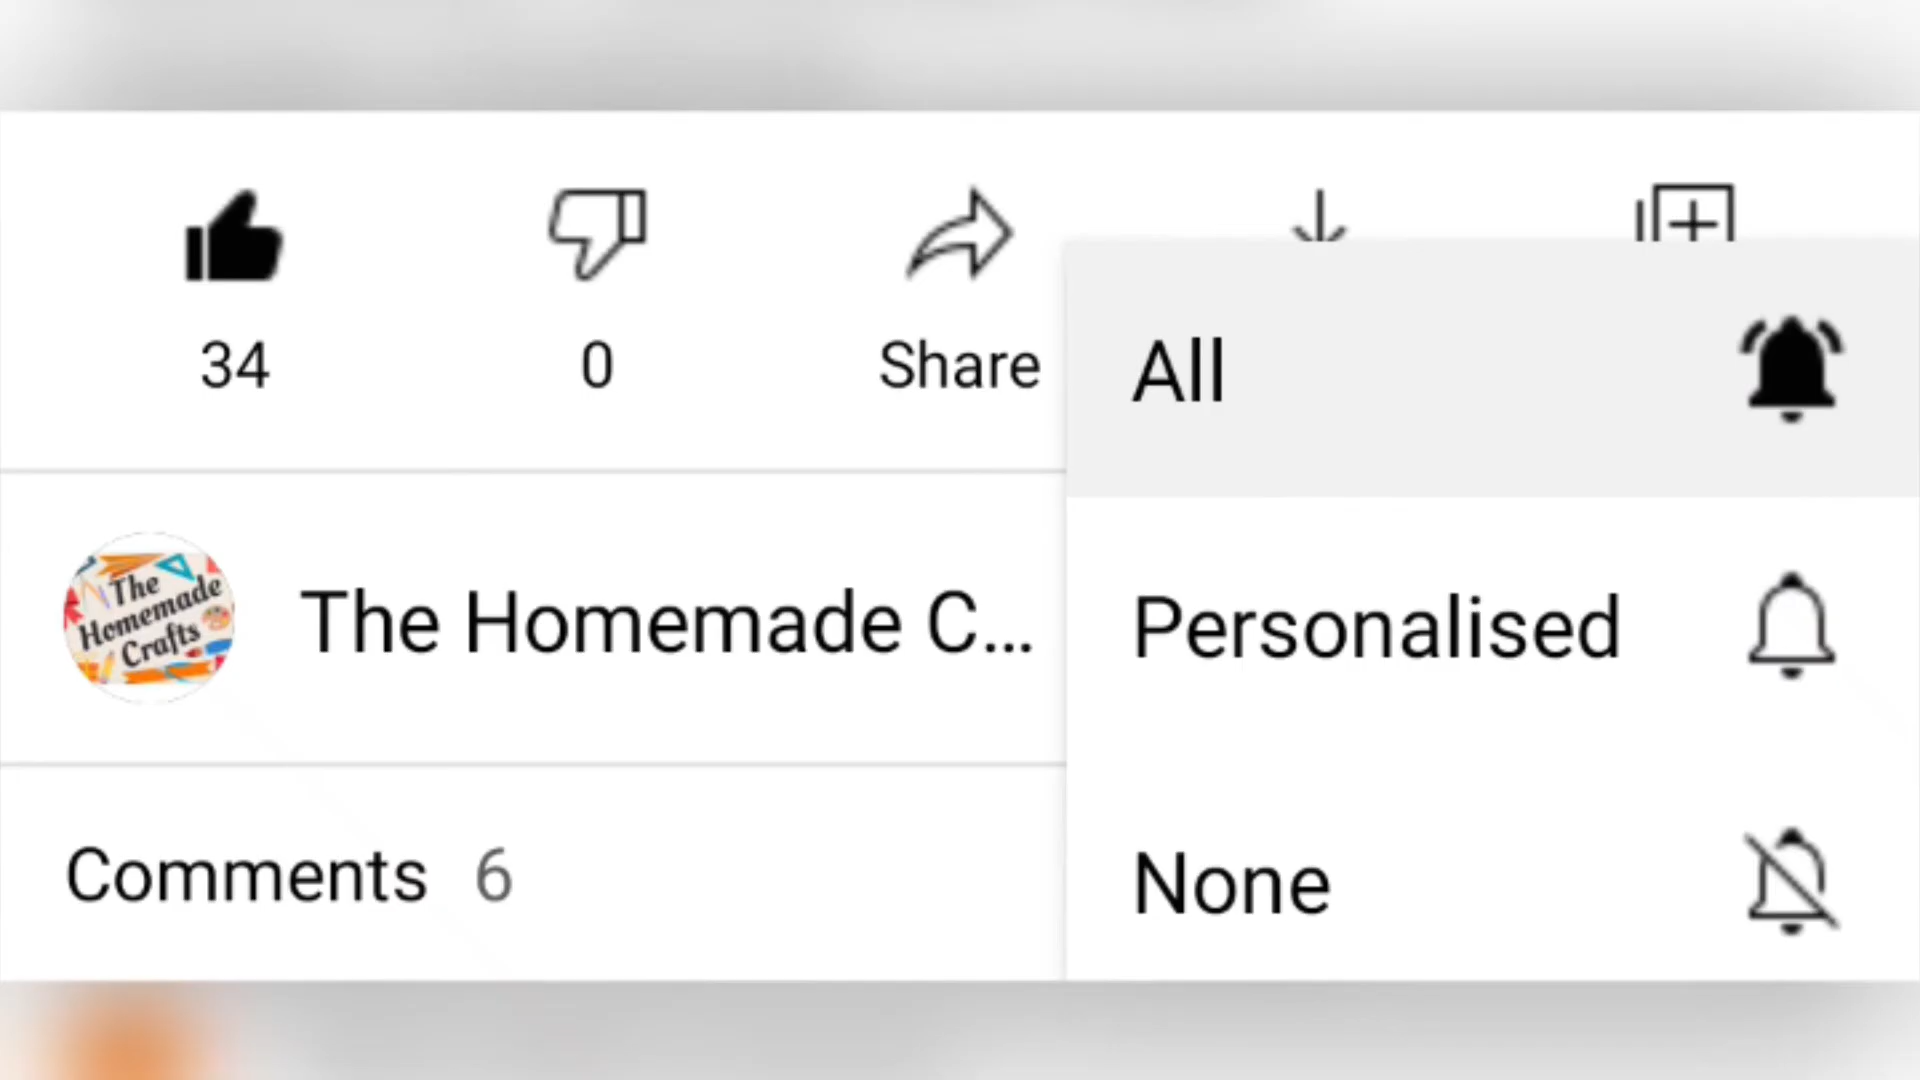 34
0
Share
All
The
Homemade
Crafts
The Homemade C...
Personalised
Comments 6
None